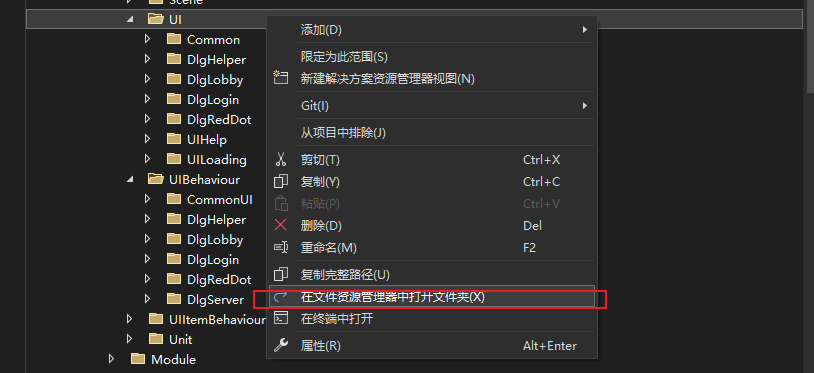 Scene
UI
Common
DlgHelper
DlgLobby
DlgLogin
DlgRedDot
UIHelp
UILoading
UIBehaviour
CommonUI
DlgHelper
DlgLobby
DlgLogin
DlgRedDot
DlgServer
UIItemBehaviour
Unit
Module
添加(D)
限定为此范围(S)
新建解决方案资源管理器视图(N)
Git(I)
从项目中排除(J)
剪切(T) Ctrl+X
复制(Y) Ctrl+C
粘贴(P) Ctrl+V
删除(D) Del
重命名(M) F2
复制完整路径(U)
在文件资源管理器中打开文件夹(X)
在终端中打开
属性(R) Alt+Enter